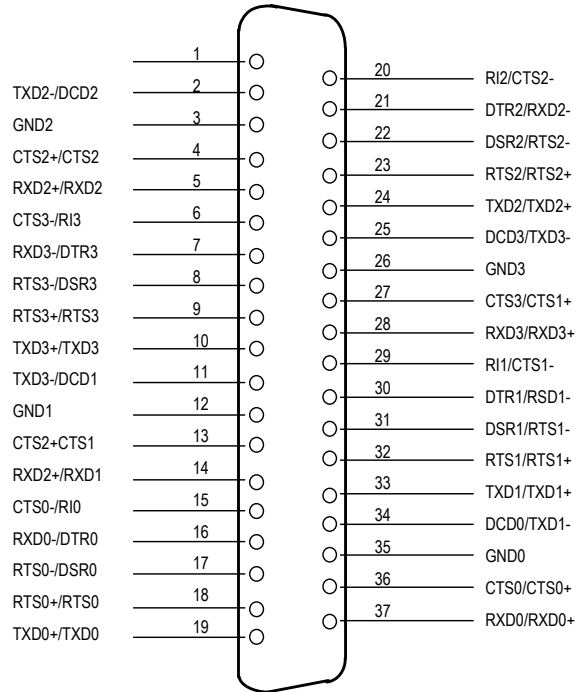 1
TXD2-/DCD2 2
GND2 3
CTS2+/CTS2 4
RXD2+/RXD2 5
CTS3-/RI3 6
RXD3-/DTR3 7
RTS3-/DSR3 8
RTS3+/RTS3 9
TXD3+/TXD3 10
TXD3-/DCD1 11
GND1 12
CTS2+CTS1 13
RXD2+/RXD1 14
CTS0-/RI0 15
RXD0-/DTR0 16
RTS0-/DSR0 17
RTS0+/RTS0 18
TXD0+/TXD0 19
20 RI2/CTS2-
21 DTR2/RXD2-
22 DSR2/RTS2-
23 RTS2/RTS2+
24 TXD2/TXD2+
25 DCD3/TXD3-
26 GND3
27 CTS3/CTS1+
28 RXD3/RXD3+
29 RI1/CTS1-
30 DTR1/RSD1-
31 DSR1/RTS1-
32 RTS1/RTS1+
33 TXD1/TXD1+
34 DCD0/TXD1-
35 GND0
36 CTS0/CTS0+
37 RXD0/RXD0+